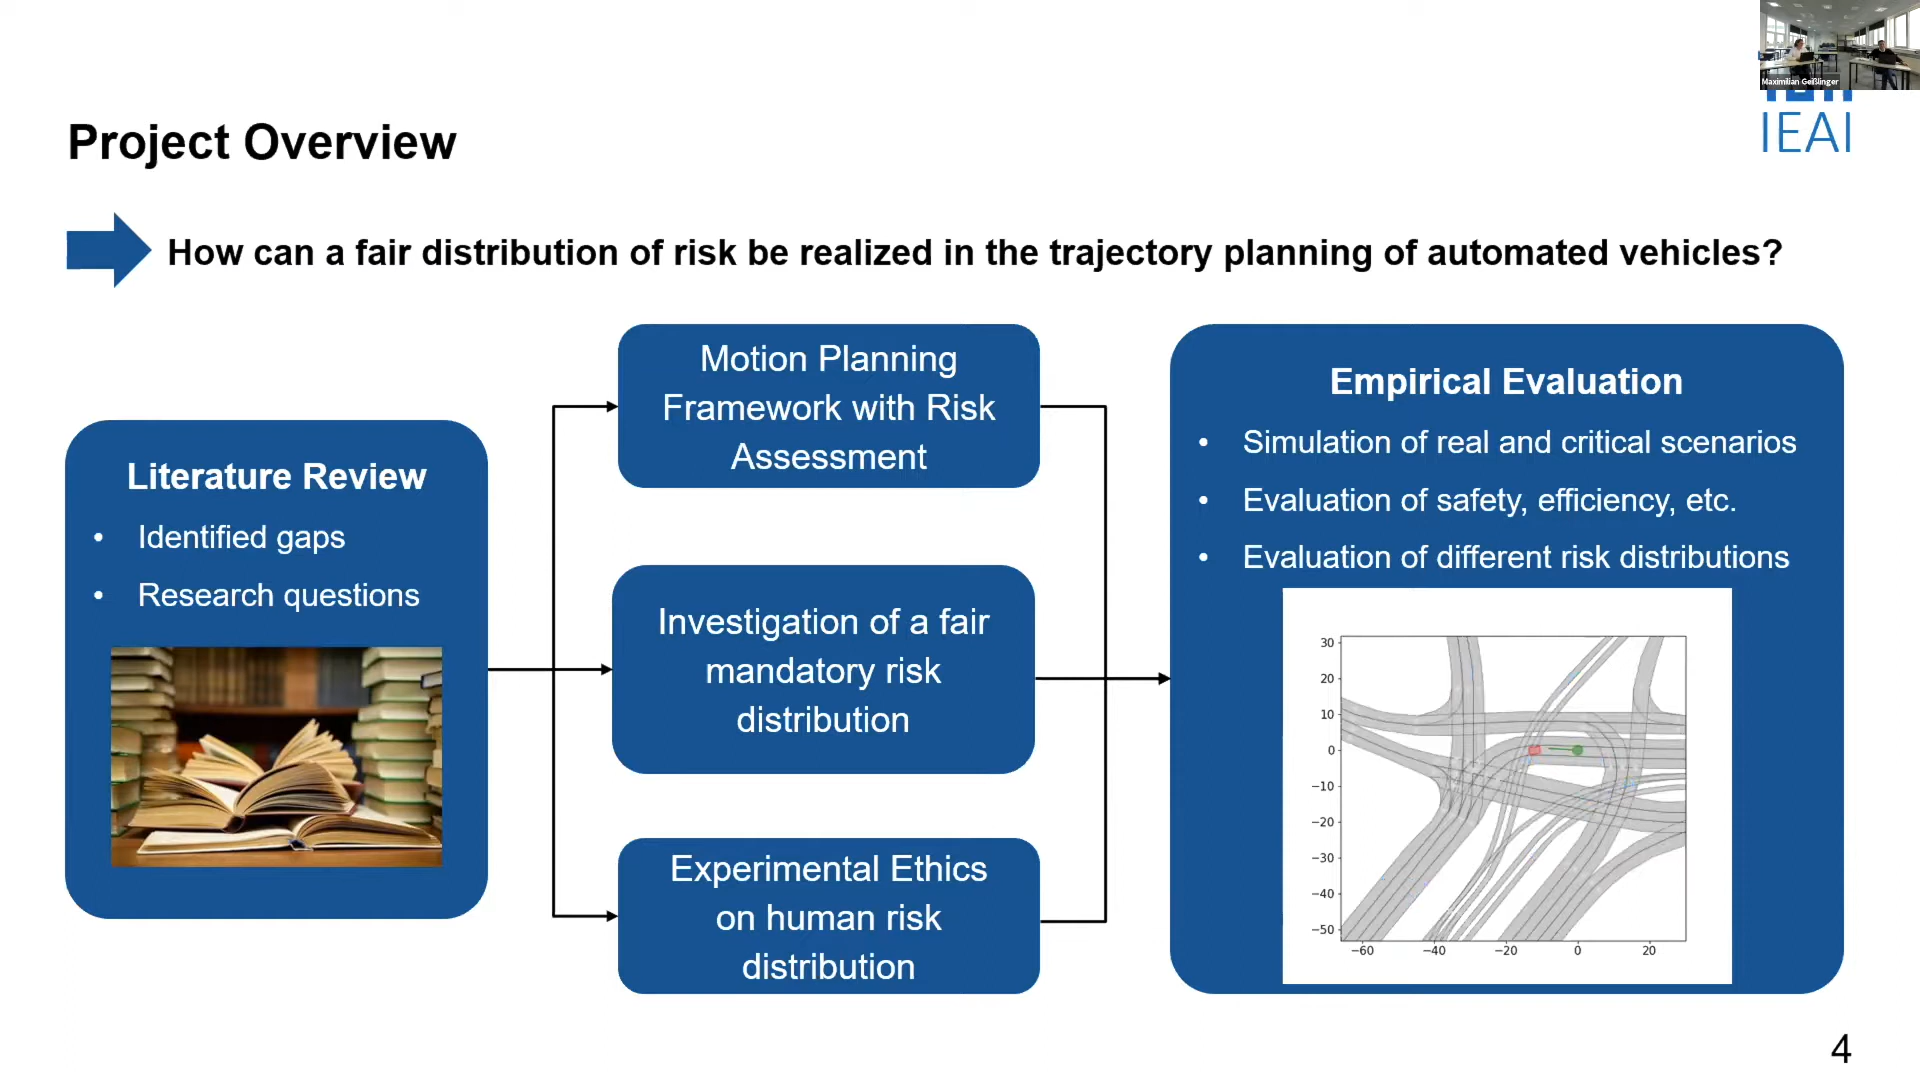 Maximilian Geißlinger
IEAI
Project Overview
How can a fair distribution of risk be realized in the trajectory planning of automated vehicles?
Literature Review
• Identified gaps
• Research questions
Motion Planning
Framework with Risk
Assessment
Investigation of a fair
mandatory risk
distribution
Experimental Ethics
on human risk
distribution
Empirical Evaluation
• Simulation of real and critical scenarios
• Evaluation of safety, efficiency, etc.
• Evaluation of different risk distributions
30
20
10
0
−10
−20
−30
−40
−50
−60 −40 −20 0 20
4